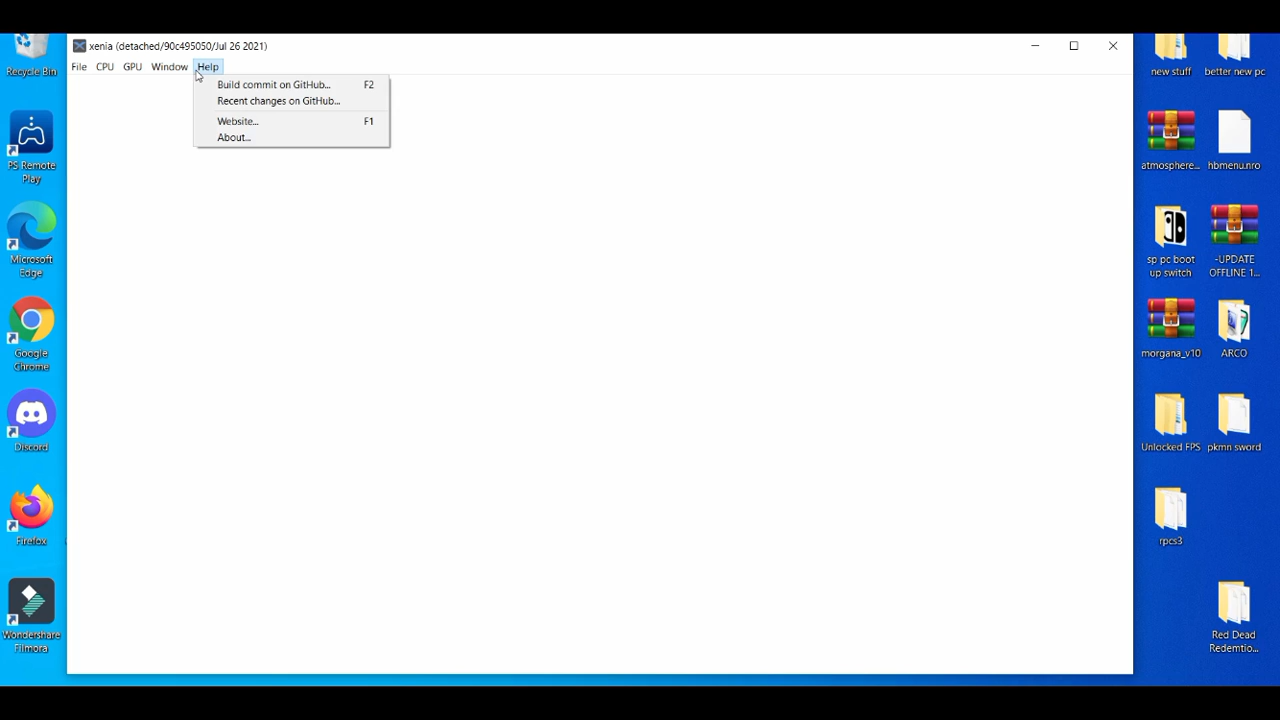 xenia (detached/90c495050/Jul 26 2021)
File CPU GPU Window Help
Build commit on GitHub... F2
Recent changes on GitHub...
Website... F1
About...
Recycle Bin
PS Remote
Play
Microsoft
Edge
Google
Chrome
Discord
Firefox
Wondershare
Filmora
new stuff
better new pc
atmosphere...
hbmenu.nro
sp pc boot
up switch
-UPDATE
OFFLINE 1...
morgana_v10
ARCO
Unlocked FPS
pkmn sword
rpcs3
Red Dead
Redemtio...